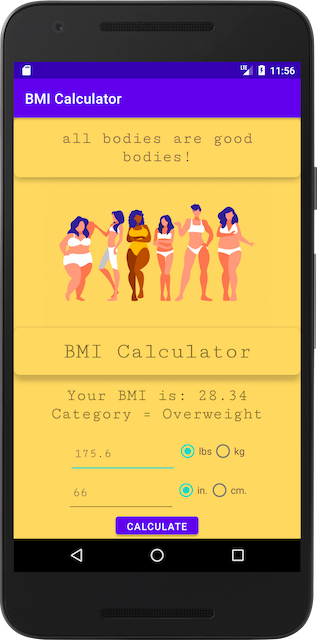 LTE 11:56
BMI Calculator
all bodies are good
bodies!
BMI Calculator
Your BMI is: 28.34
Category = Overweight
175.6 lbs kg
66 in. cm.
CALCULATE